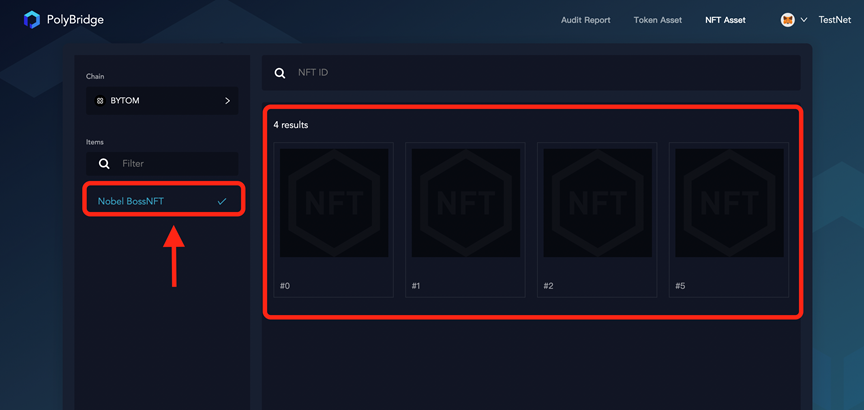 PolyBridge
Audit Report
Token Asset
NFT Asset
TestNet
Chain
BYTOM
Items
Filter
Nobel BossNFT
NFT ID
4 results
NFT
NFT
NFT
NFT
#0
#1
#2
#5